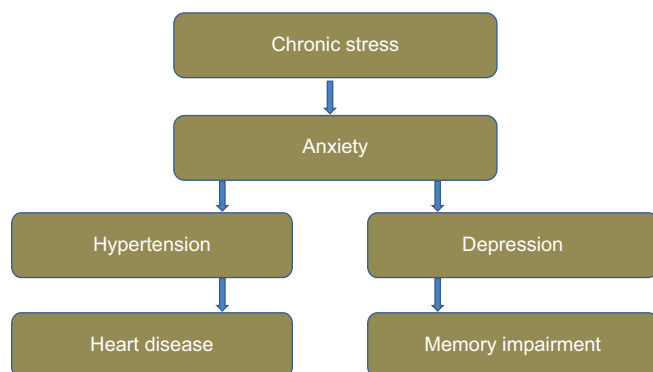 Chronic stress
Anxiety
Hypertension
Depression
Heart disease
Memory impairment